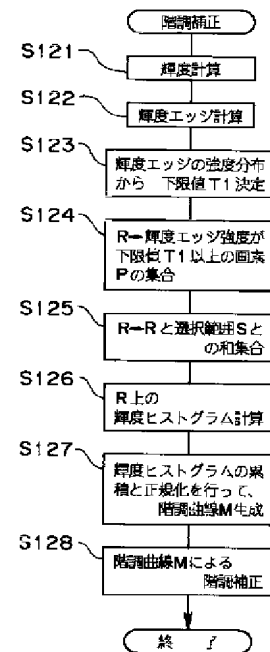 階調補正
S121
輝度計算
S122
輝度エッジ計算
S123
輝度エッジの強度分布
から 下限値T1決定
S124
R←輝度エッジ強度が
下限値T1以上の画素
Pの集合
S125
R←Rと選択範囲Sと
の和集合
S126
R上の
輝度ヒストグラム計算
S127
輝度ヒストグラムの累
積と正規化を行って、
階調曲線M生成
S128
階調曲線Mによる
階調補正
終 了